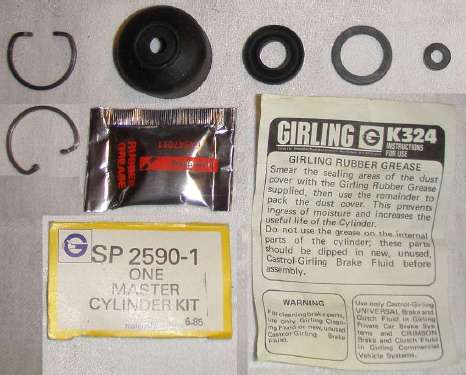 RUBBER
GREASE
64947011
GIRLING G K324
INSTRUCTIONS
FOR USE
GIRLING RUBBER GREASE
Smear the sealing areas of the dust
cover with the Girling Rubber Grease
supplied, then use the remainder to
pack the dust cover. This prevents
ingress of moisture and increases the
useful life of the Cylinder.
Do not use the grease on the internal
parts of the cylinder; these parts
should be dipped in new, unused,
Castrol-Girling Brake Fluid before
assembly.
WARNING
For cleaning brake parts,
use only Girling Clean-
ing Fluid or new, unused
Castrol-Girling Brake
Fluid
Use only Castrol-Girling
UNIVERSAL Brake and
Clutch Fluid in Girling
Private Car Brake Sys-
tems and CRIMSON
Brake and Clutch Fluid
in Girling Commercial
Vehicle Systems.
G
SP 2590-1
ONE
MASTER
CYLINDER KIT
6-85